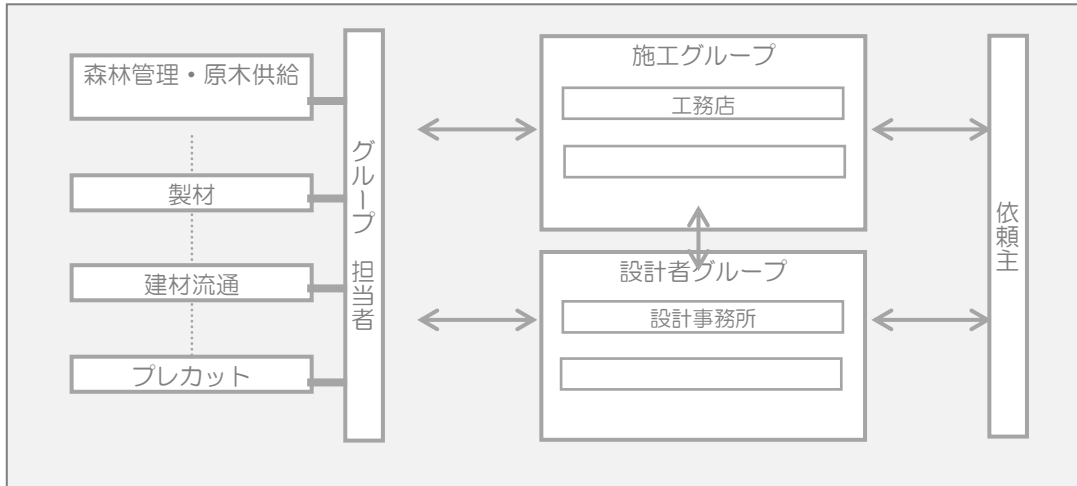 森林管理・原木供給
製材
建材流通
プレカット
グループ 担当者
施工グループ
工務店
設計者グループ
設計事務所
依頼主